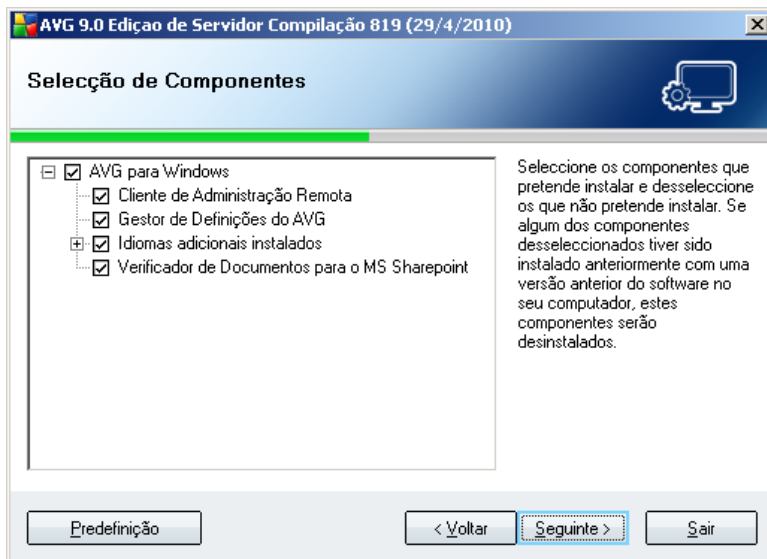 AVG 9.0 Ediçao de Servidor Compilação 819 (29/4/2010)
Selecção de Componentes
AVG para Windows
Cliente de Administração Remota
Gestor de Definições do AVG
Idiomas adicionais instalados
Verificador de Documentos para o MS Sharepoint
Seleccione os componentes que
pretende instalar e desseleccione
os que não pretende instalar. Se
algum dos componentes
desseleccionados tiver sido
instalado anteriormente com uma
versão anterior do software no
seu computador, estes
componentes serão
desinstalados.
Predefinição
< Voltar
Seguinte >
Sair